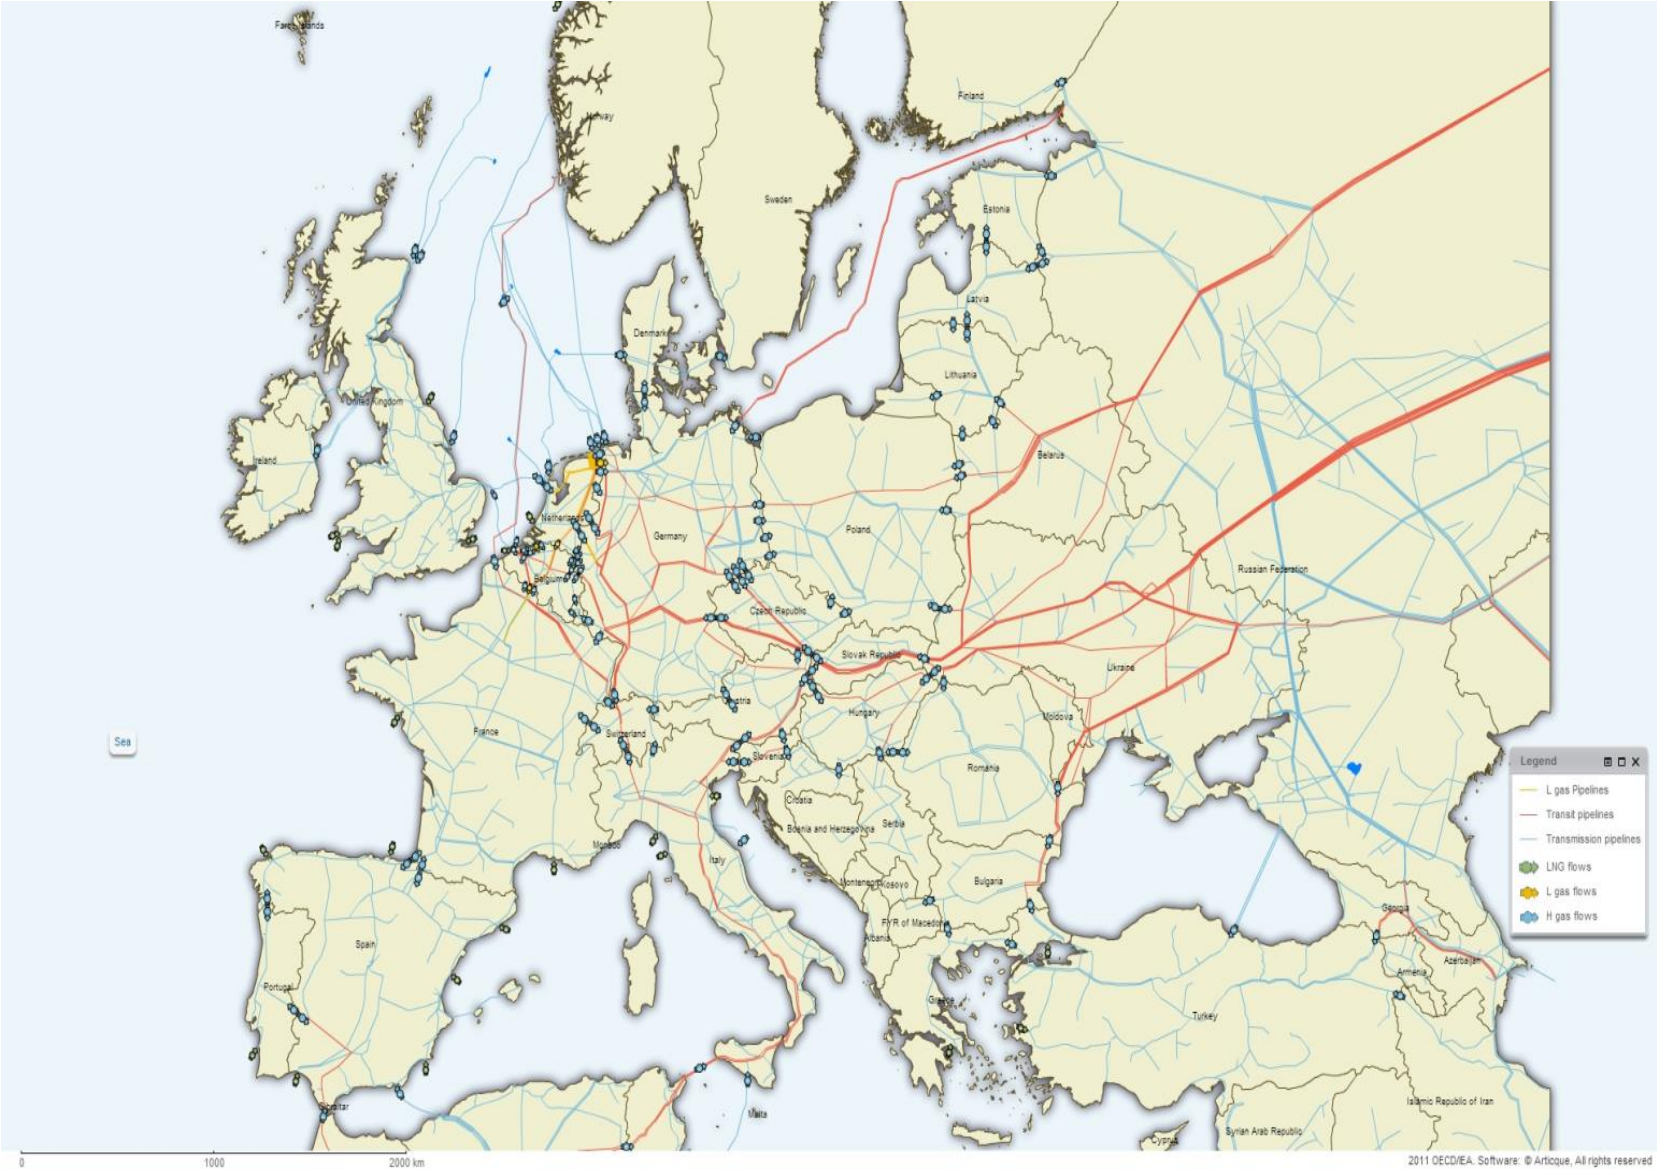 Faroe Islands
Finland
Norway
Sweden
Estonia
Latvia
Denmark
Lithuania
United Kingdom
Ireland
Belarus
Netherlands
Poland
Germany
Russian Federation
Belgium
Czech Republic
Slovak Republic
Ukraine
Austria
Hungary
Moldova
France
Switzerland
Sea
Slovenia
Romania
Legend
L gas Pipelines
Transit pipelines
Transmission pipelines
LNG flows
L gas flows
H gas flows
Croatia
Bosnia and Herzegovina
Serbia
Monaco
Italy
Montenegro
Kosovo
Bulgaria
Georgia
FYR of Macedonia
Albania
Spain
Azerbaijan
Armenia
Portugal
Greece
Turkey
Gibraltar
Malta
Islamic Republic of Iran
Syrian Arab Republic
Cyprus
0 1000 2000 km
2011 OECD/IEA. Software: © Articque, All rights reserved